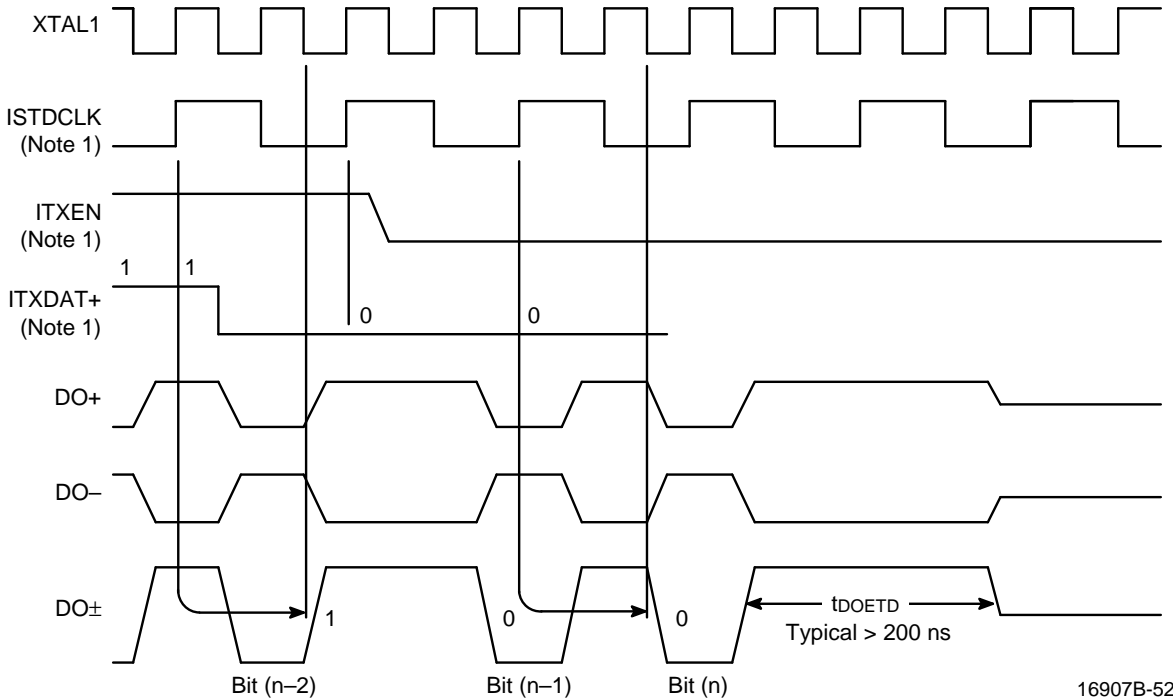 XTAL1
ISTDCLK
(Note 1)
ITXEN
(Note 1)
1 1
ITXDAT+
(Note 1)
0 0
DO+
DO–
DO±
1 0 0
tDOETD
Typical > 200 ns
Bit (n–2) Bit (n–1) Bit (n)
16907B-52